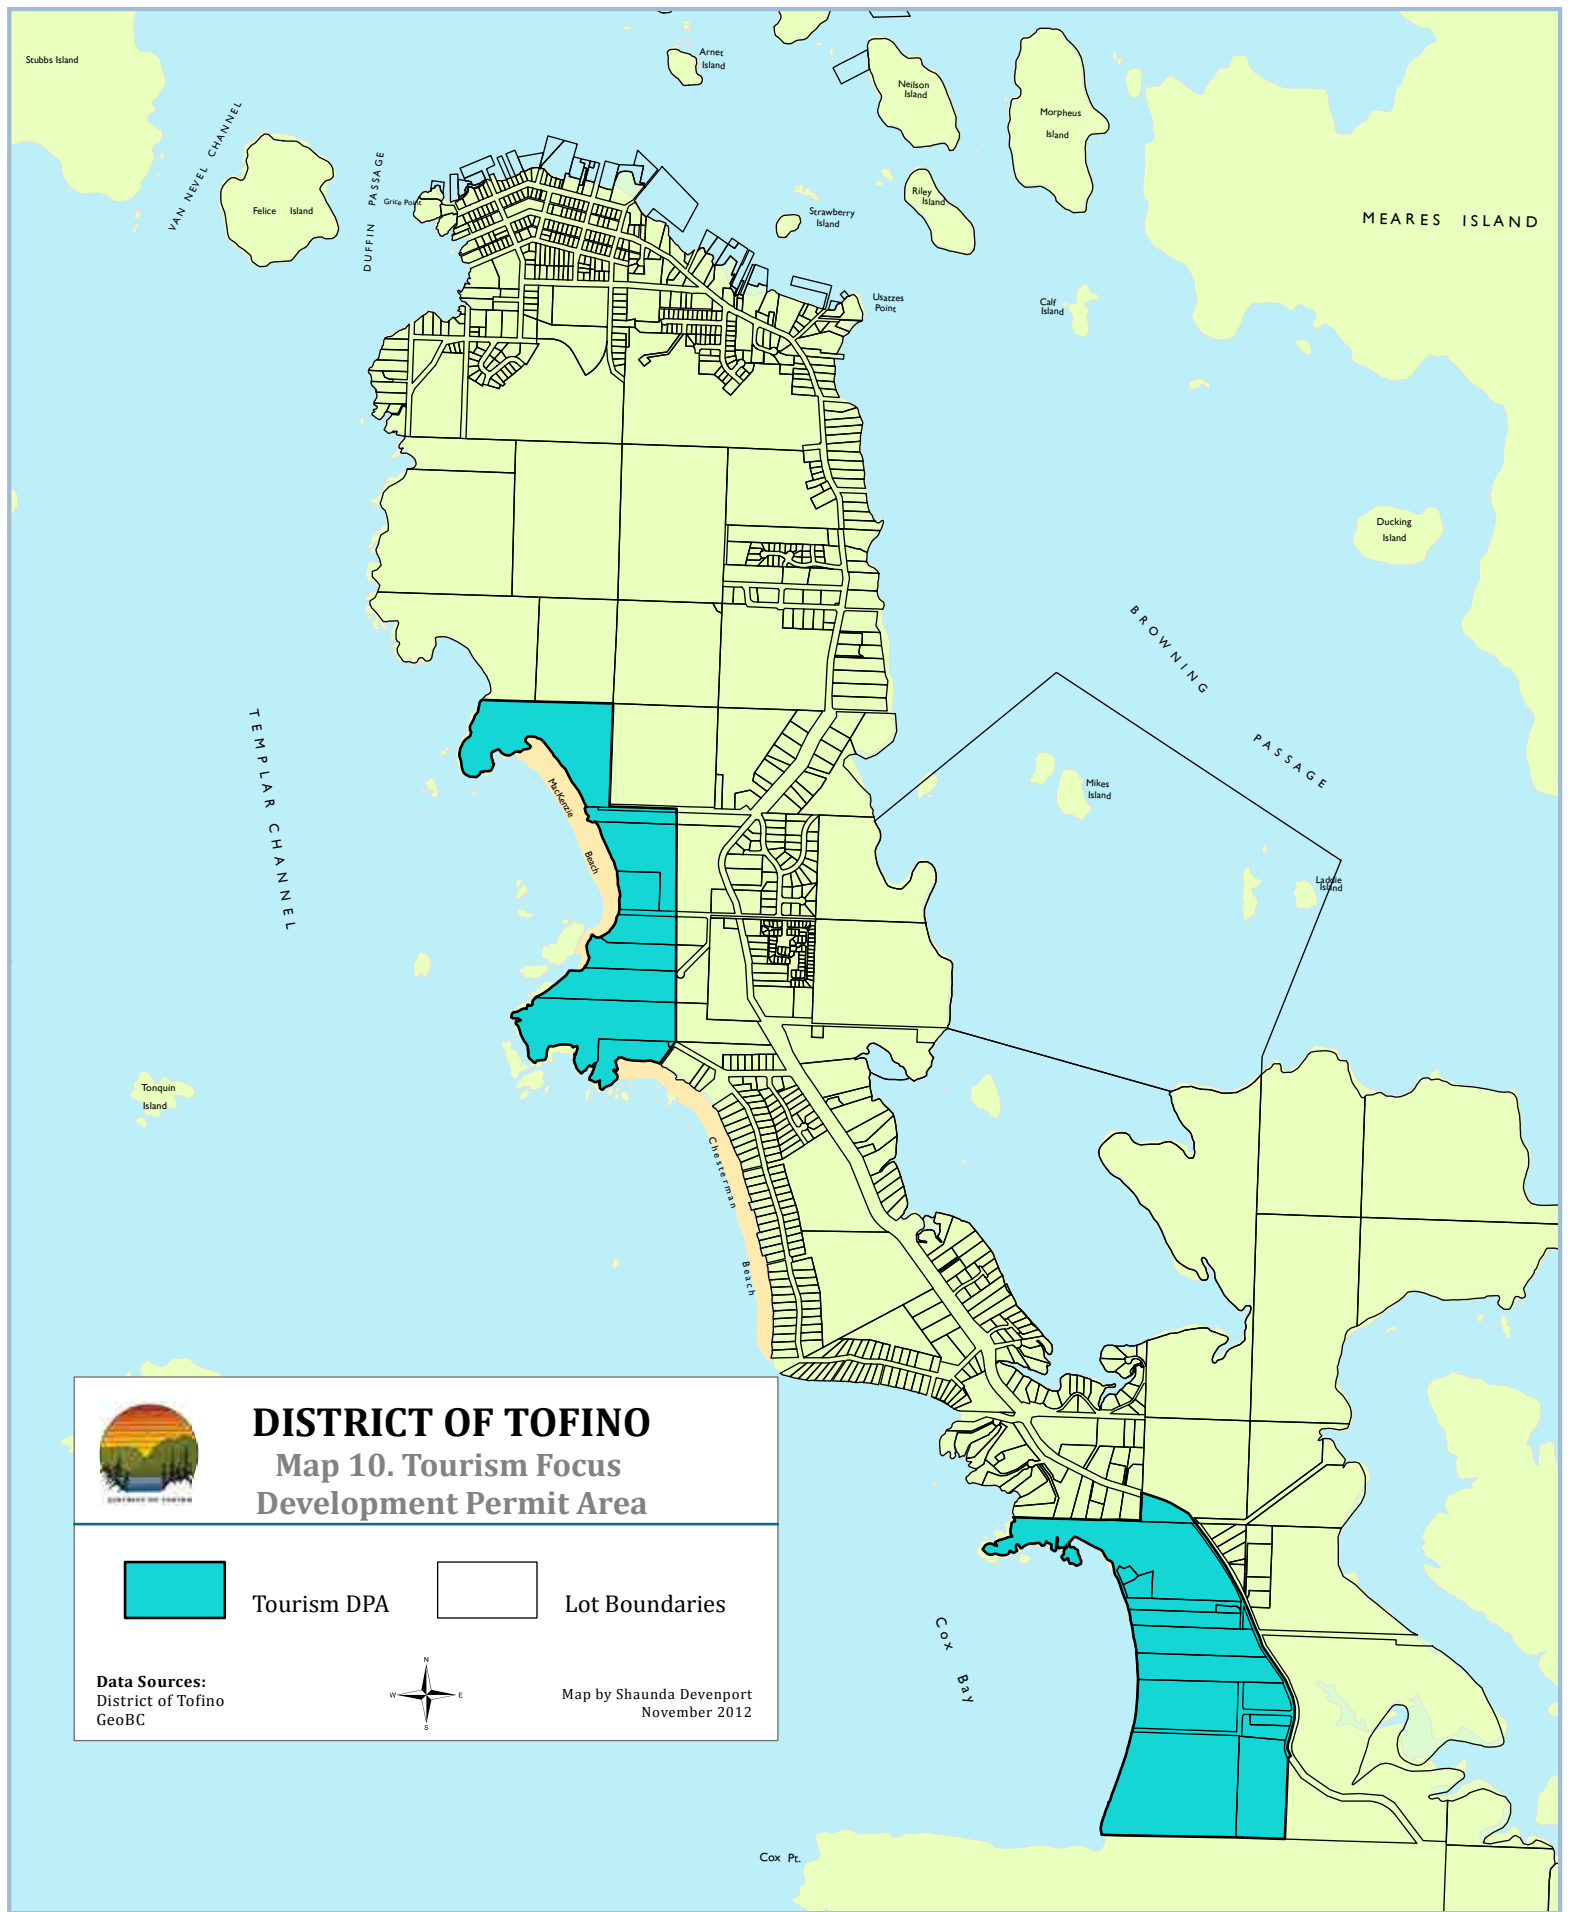 Stubbs Island
Arnet
Island
Neilson
Island
Morpheus
Island
VAN NEVEL CHANNEL
DUFFIN PASSAGE
Grice Point
Felice Island
Riley
Island
Strawberry
Island
MEARES ISLAND
Usatzes
Point
Calf
Island
Ducking
Island
BROWNING
PASSAGE
TEMPLAR CHANNEL
MacKenzie
Beach
Mikes
Island
Laddie
Island
Tonquin
Island
Chesterman
Beach
DISTRICT OF TOFINO
Map 10. Tourism Focus
Development Permit Area
DISTRICT OF TOFINO
Tourism DPA
Lot Boundaries
Data Sources:
District of Tofino
GeoBC
N
W E
S
Map by Shaunda Devenport
November 2012
Cox Bay
Cox Pt.